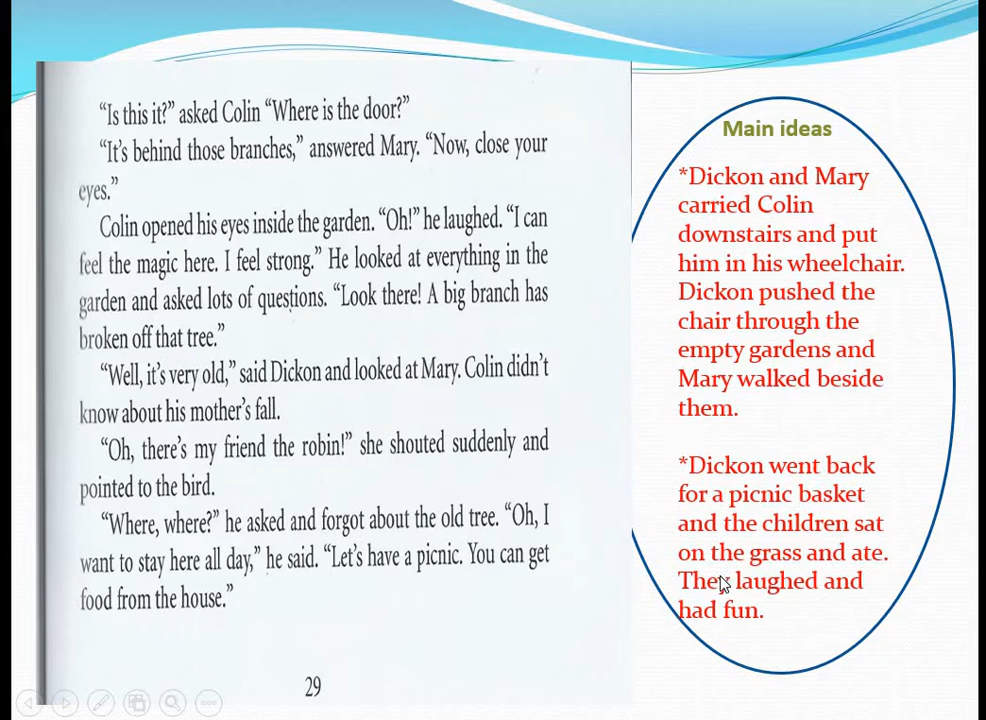 “Is this it?” asked Colin “Where is the door?”
“It’s behind those branches,” answered Mary. “Now, close your
eyes.”
Colin opened his eyes inside the garden. “Oh!” he laughed. “I can
feel the magic here. I feel strong.” He looked at everything in the
garden and asked lots of questions. “Look there! A big branch has
broken off that tree.”
“Well, it’s very old,” said Dickon and looked at Mary. Colin didn’t
know about his mother’s fall.
“Oh, there’s my friend the robin!” she shouted suddenly and
pointed to the bird.
“Where, where?” he asked and forgot about the old tree. “Oh, I
want to stay here all day,” he said. “Let’s have a picnic. You can get
food from the house.”
29
Main ideas
*Dickon and Mary
carried Colin
downstairs and put
him in his wheelchair.
Dickon pushed the
chair through the
empty gardens and
Mary walked beside
them.
*Dickon went back
for a picnic basket
and the children sat
on the grass and ate.
They laughed and
had fun.